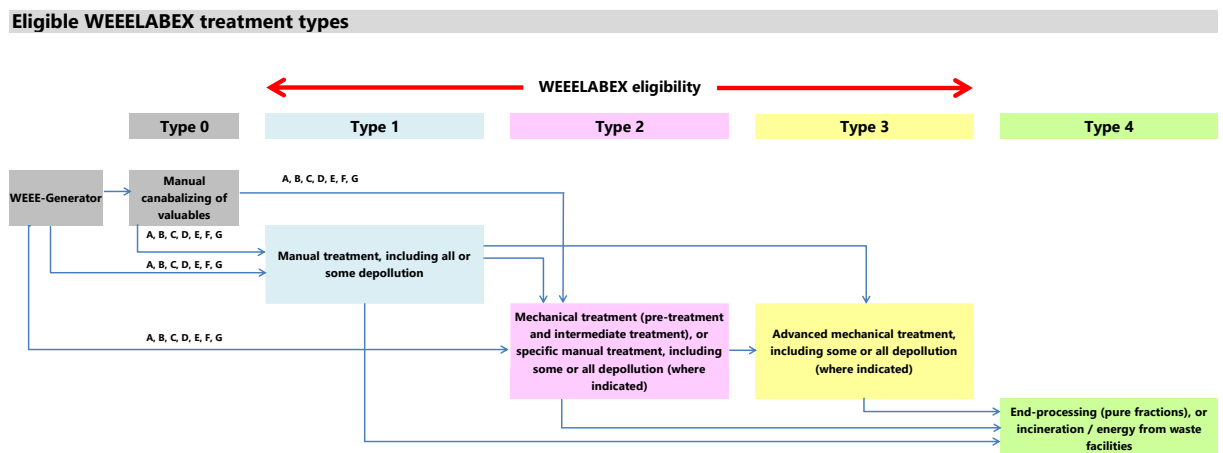 Eligible WEEELABEX treatment types
WEEELABEX eligibility
Type 0
Type 1
Type 2
Type 3
Type 4
WEEE-Generator
Manual
canabalizing of
valuables
A, B, C, D, E, F, G
A, B, C, D, E, F, G
A, B, C, D, E, F, G
Manual treatment, including all or
some depollution
A, B, C, D, E, F, G
Mechanical treatment (pre-treatment
and intermediate treatment), or
specific manual treatment, including
some or all depollution (where
indicated)
Advanced mechanical treatment,
including some or all depollution
(where indicated)
End-processing (pure fractions), or
incineration / energy from waste
facilities